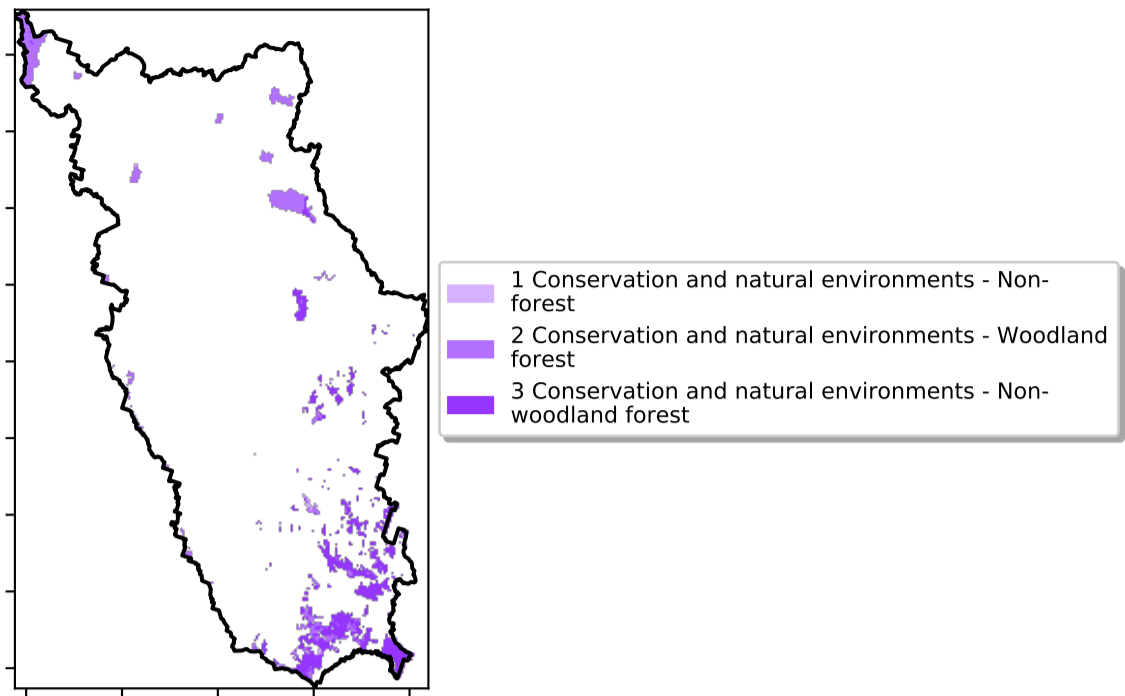 1 Conservation and natural environments - Non-
forest
2 Conservation and natural environments - Woodland
forest
3 Conservation and natural environments - Non-
woodland forest